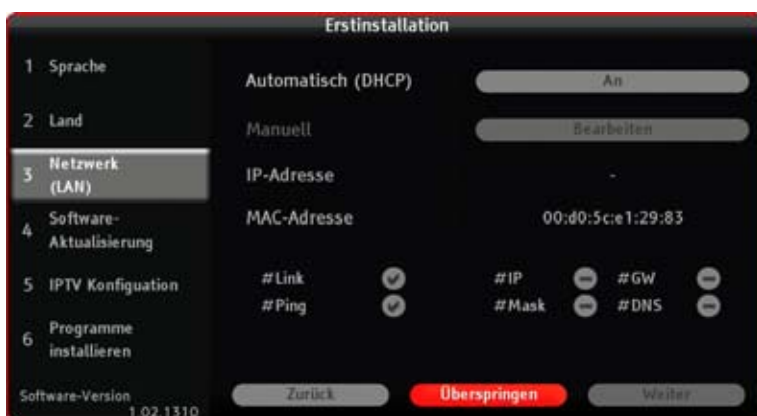 Erstinstallation
1 Sprache
2 Land
3 Netzwerk
(LAN)
4 Software-
Aktualisierung
5 IPTV Konfiguation
6 Programme
installieren
Software-Version
1.02.1310
Automatisch (DHCP) An
Manuell Bearbeiten
IP-Adresse -
MAC-Adresse 00:d0:5c:e1:29:83
#Link #IP #GW
#Ping #Mask #DNS
Zurück Überspringen Weiter